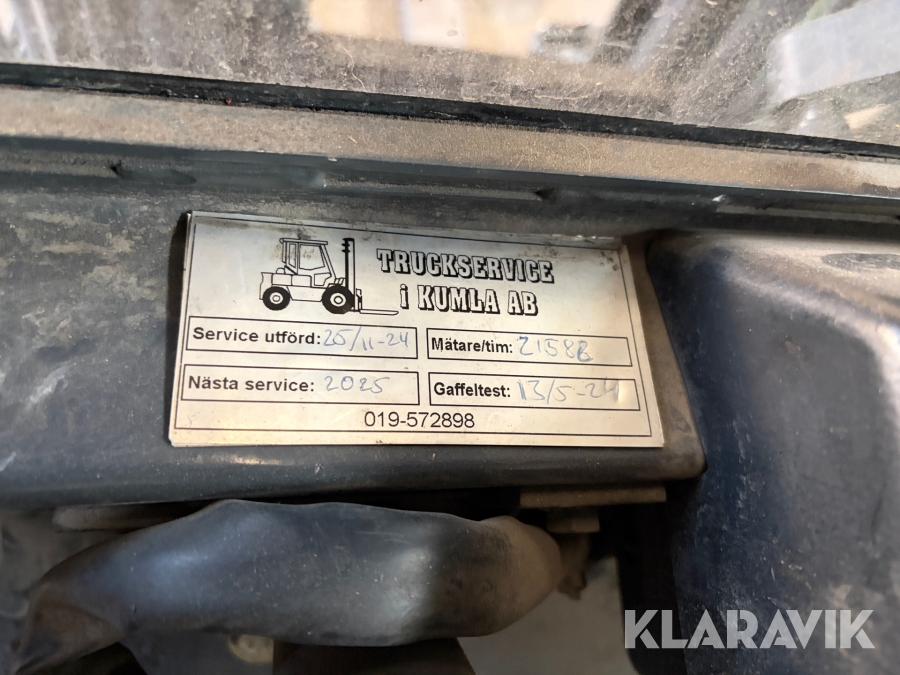 KLARAVIK
TRUCKSERVICE
i KUMLA AB
Service utförd: 25/11-24
Mätare/tim: 21588
Nästa service: 2025
Gaffeltest: 13/5-24
019-572898
KLARAVIK